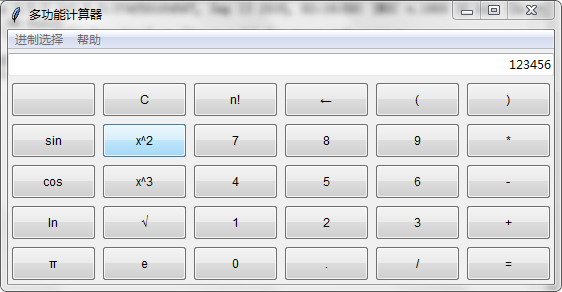 多功能计算器
进制选择 帮助
123456
C n! ← ( )
sin x^2 7 8 9 *
cos x^3 4 5 6 -
ln √ 1 2 3 +
π e 0 . / =